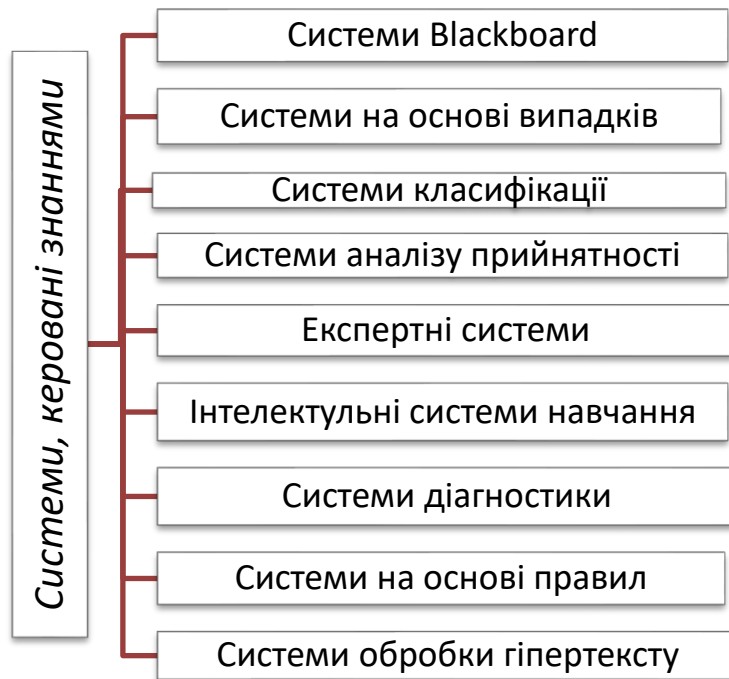 Системи, керовані знаннями
Системи Blackboard
Системи на основі випадків
Системи класифікації
Системи аналізу прийнятності
Експертні системи
Інтелектульні системи навчання
Системи діагностики
Системи на основі правил
Системи обробки гіпертексту